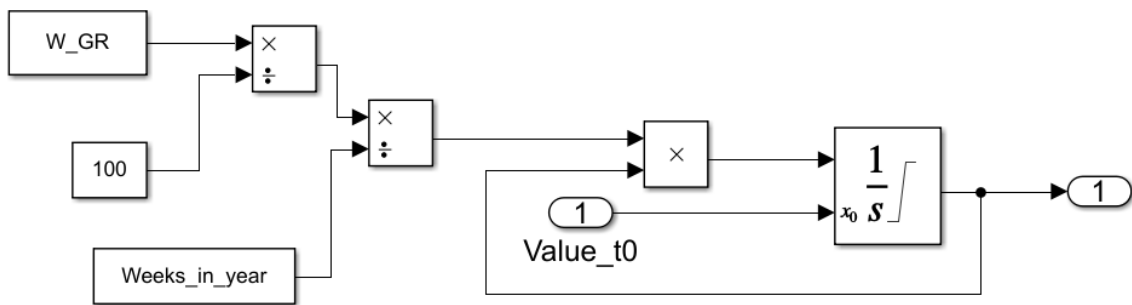 W_GR
×
÷
100
×
÷
Weeks_in_year
×
1
Value_t0
x0
1
s
1